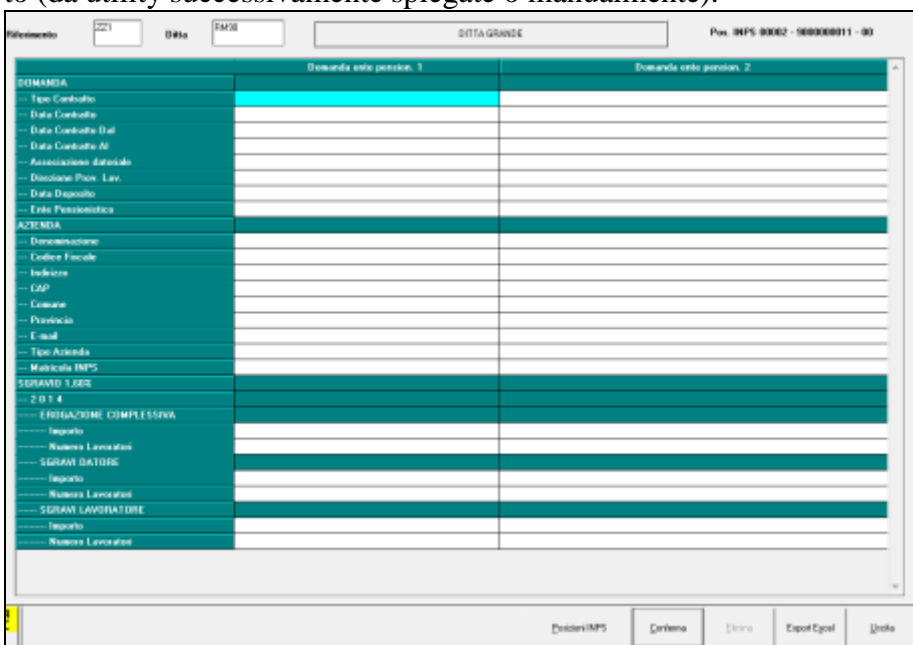 to (da utility successivamente spiegate o manualmente).
Riferimento ZZ1 Ditta RM30 DITTA GRANDE Pos. INPS 00002 - 9000000011 - 00
Domanda ente pension. 1 Domanda ente pension. 2
DOMANDA
--- Tipo Contratto
--- Data Contratto
--- Data Contratto Dal
--- Data Contratto Al
--- Associazione datoriale
--- Direzione Prov. Lav.
--- Data Deposito
--- Ente Pensionistico
AZIENDA
--- Denominazione
--- Codice Fiscale
--- Indirizzo
--- CAP
--- Comune
--- Provincia
--- E-mail
--- Tipo Azienda
--- Matricola INPS
SGRAVIO 1,60%
--- 2 0 1 4
------ EROGAZIONE COMPLESSIVA
--------- Importo
--------- Numero Lavoratori
------ SGRAVI DATORE
--------- Importo
--------- Numero Lavoratori
------ SGRAVI LAVORATORE
--------- Importo
--------- Numero Lavoratori
Posizioni INPS Conferma Elimina Export Excel Uscita